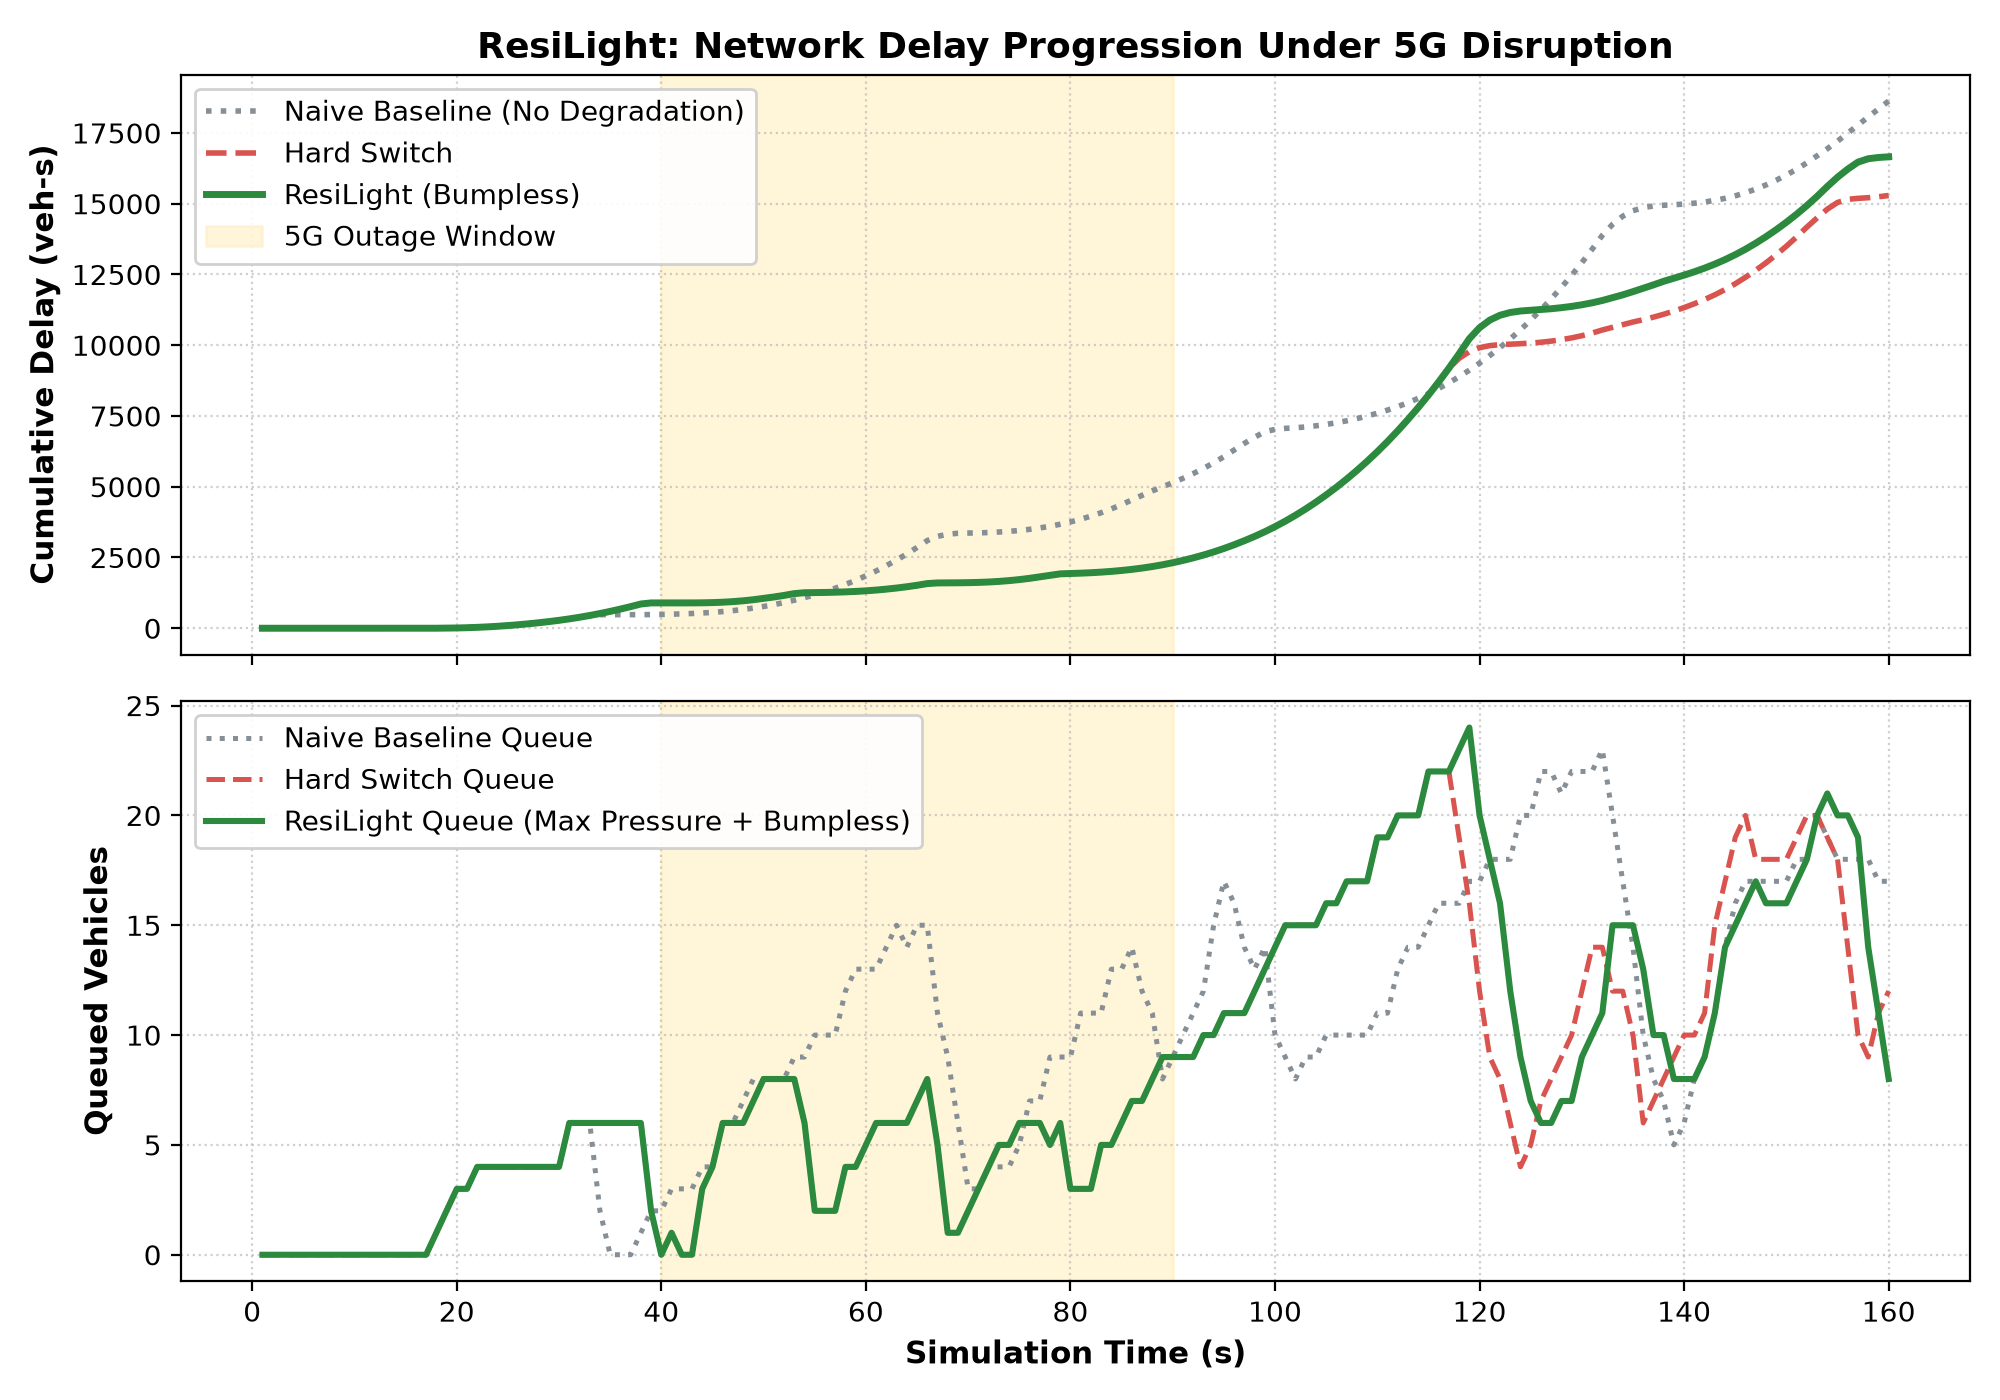 ResiLight: Network Delay Progression Under 5G Disruption
Cumulative Delay (veh-s)
17500
15000
12500
10000
7500
5000
2500
0
Naive Baseline (No Degradation)
Hard Switch
ResiLight (Bumpless)
5G Outage Window
Queued Vehicles
25
20
15
10
5
0
Naive Baseline Queue
Hard Switch Queue
ResiLight Queue (Max Pressure + Bumpless)
0 20 40 60 80 100 120 140 160
Simulation Time (s)